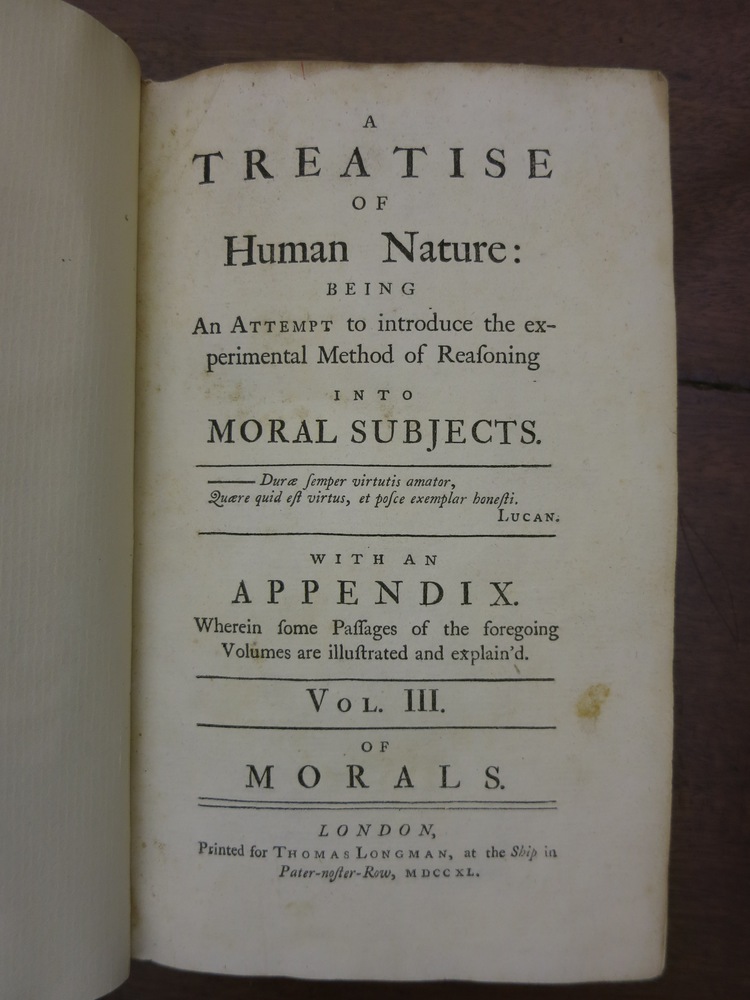 A
TREATISE
OF
Human Nature:
BEING
An ATTEMPT to introduce the ex-
perimental Method of Reaſoning
INTO
MORAL SUBJECTS.
—— Duræ ſemper virtutis amator,
Quære quid eſt virtus, et poſce exemplar honeſti.
LUCAN.
WITH AN
APPENDIX.
Wherein ſome Paſſages of the foregoing
Volumes are illuſtrated and explain'd.
VOL. III.
OF
MORALS.
LONDON,
Printed for THOMAS LONGMAN, at the Ship in
Pater-noſter-Row, MDCCXL.